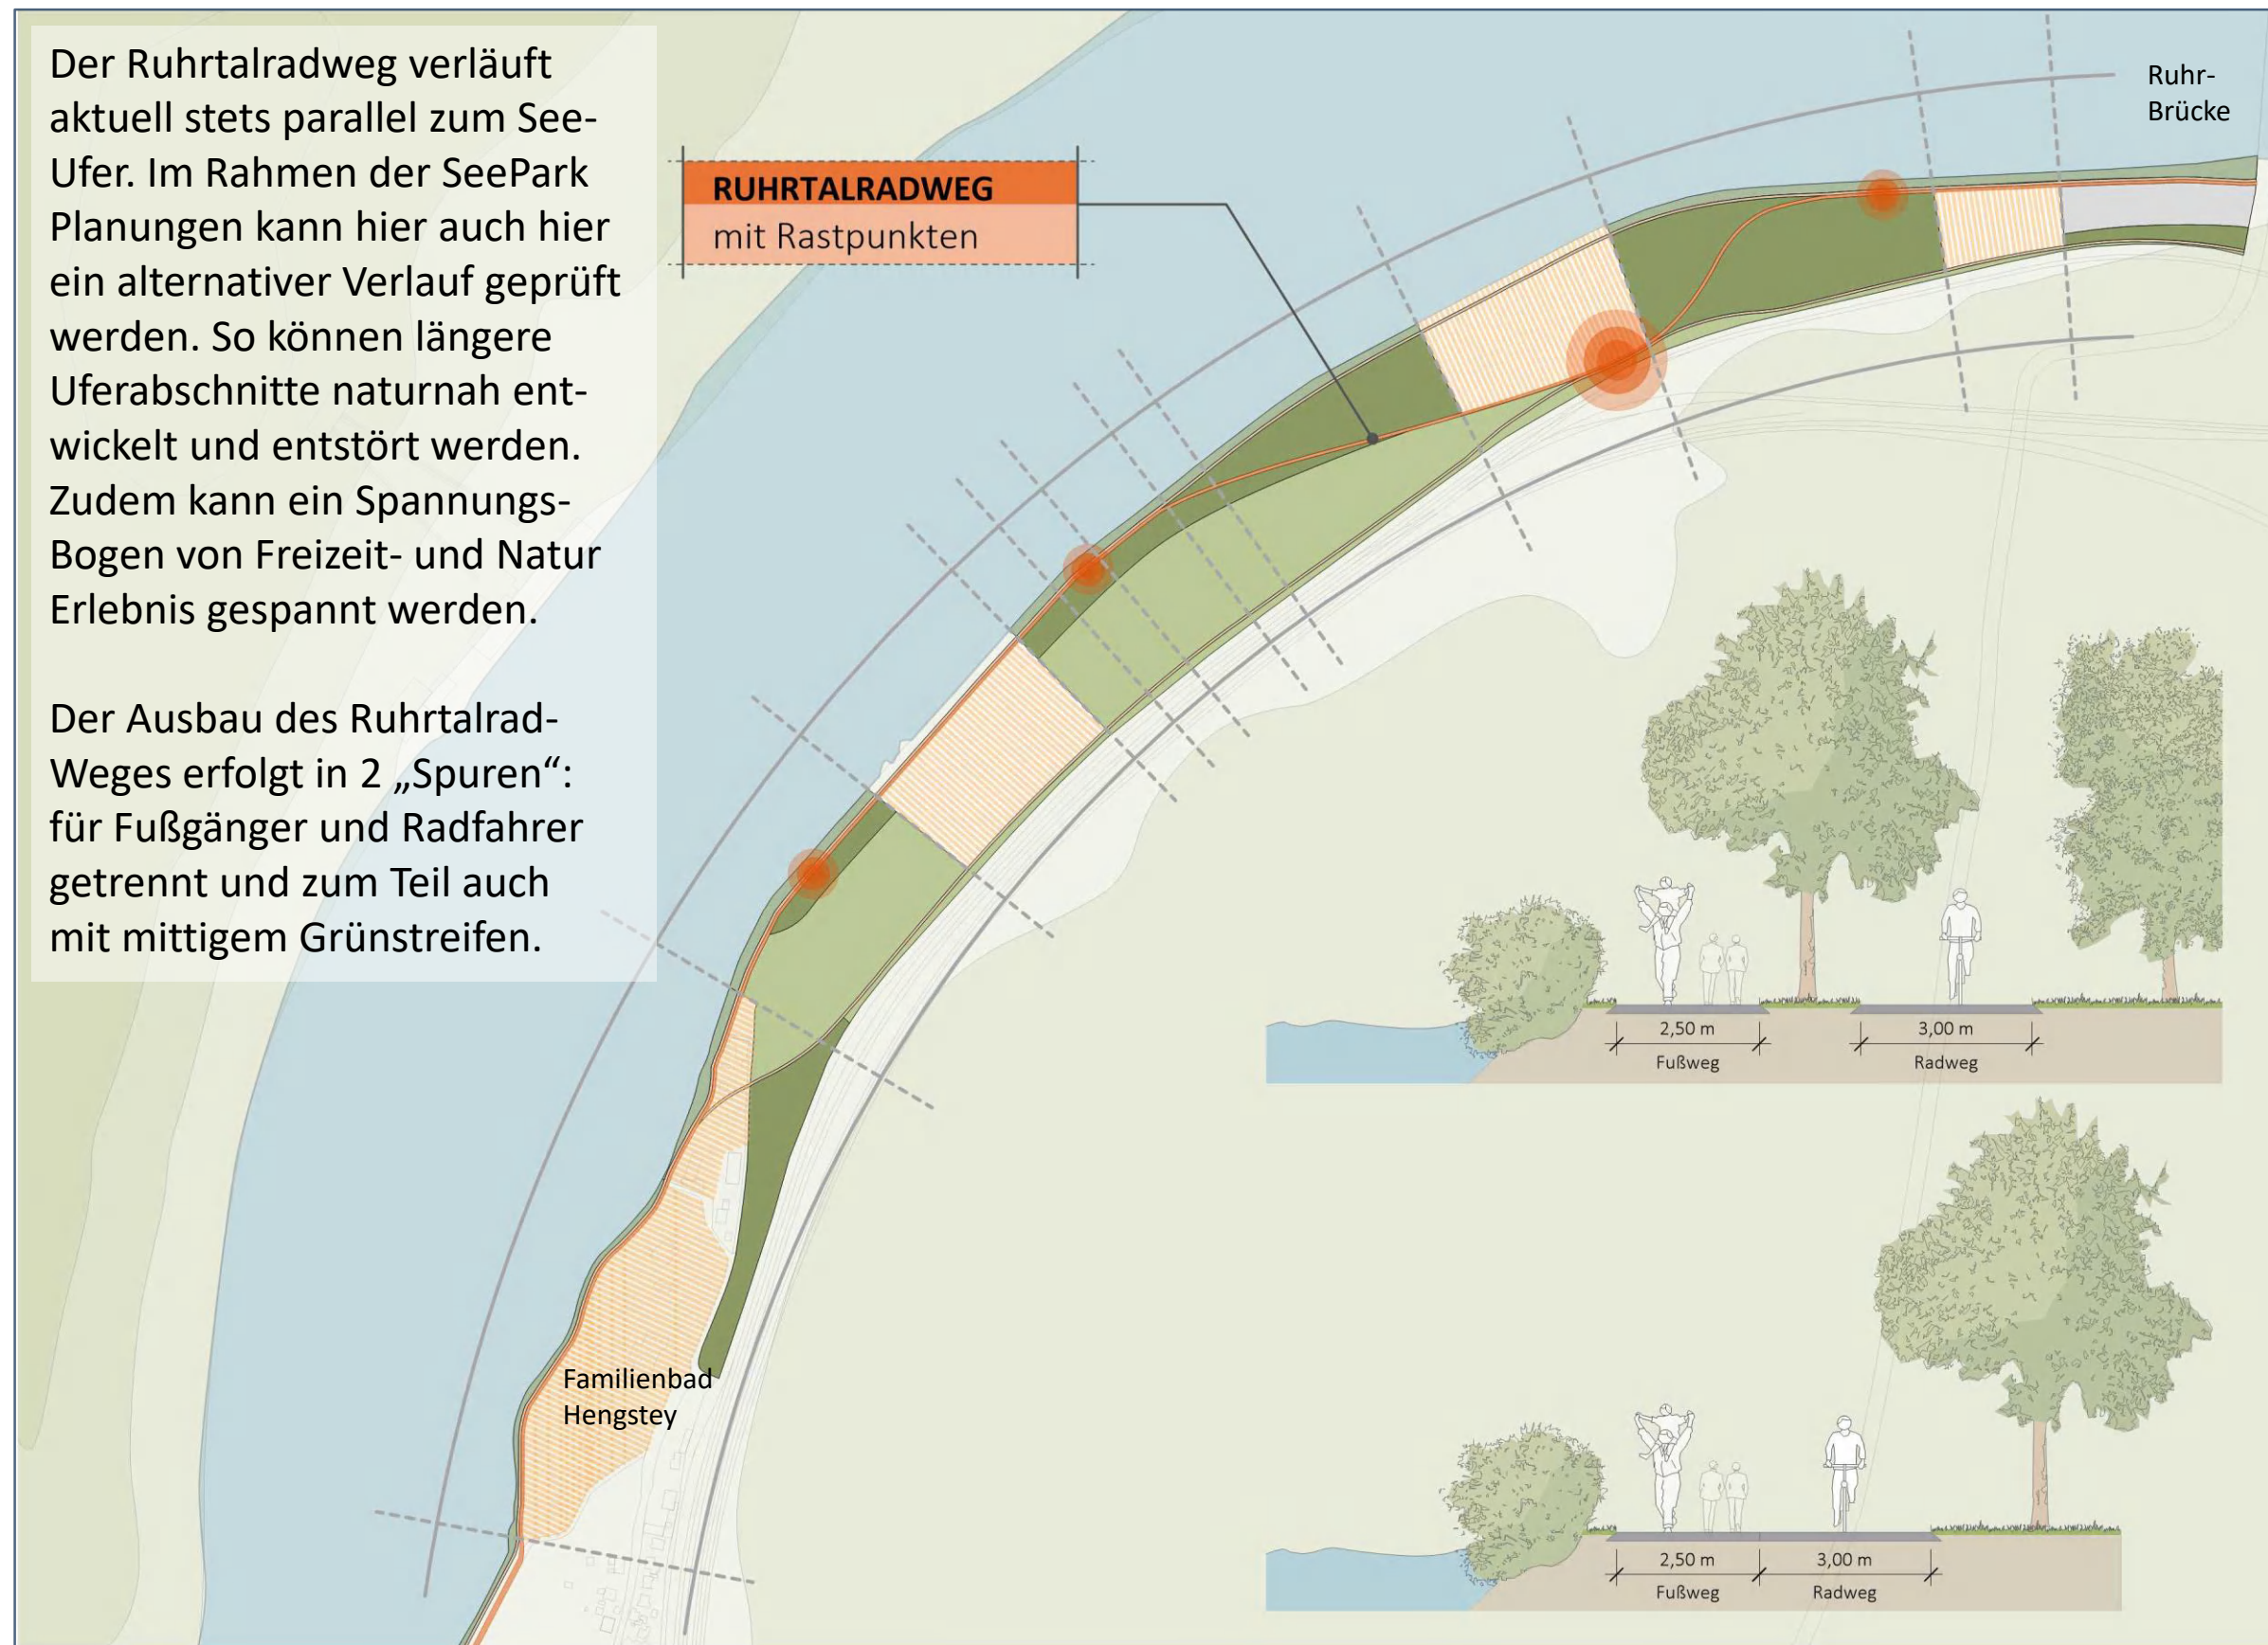 Der Ruhrtalradweg verläuft
aktuell stets parallel zum See-
Ufer. Im Rahmen der SeePark
Planungen kann hier auch hier
ein alternativer Verlauf geprüft
werden. So können längere
Uferabschnitte naturnah ent-
wickelt und entstört werden.
Zudem kann ein Spannungs-
Bogen von Freizeit- und Natur
Erlebnis gespannt werden.
Der Ausbau des Ruhrtalrad-
Weges erfolgt in 2 „Spuren“:
für Fußgänger und Radfahrer
getrennt und zum Teil auch
mit mittigem Grünstreifen.
RUHRTALRADWEG
mit Rastpunkten
Ruhr-
Brücke
2,50 m
Fußweg
3,00 m
Radweg
Familienbad
Hengstey
2,50 m
Fußweg
3,00 m
Radweg